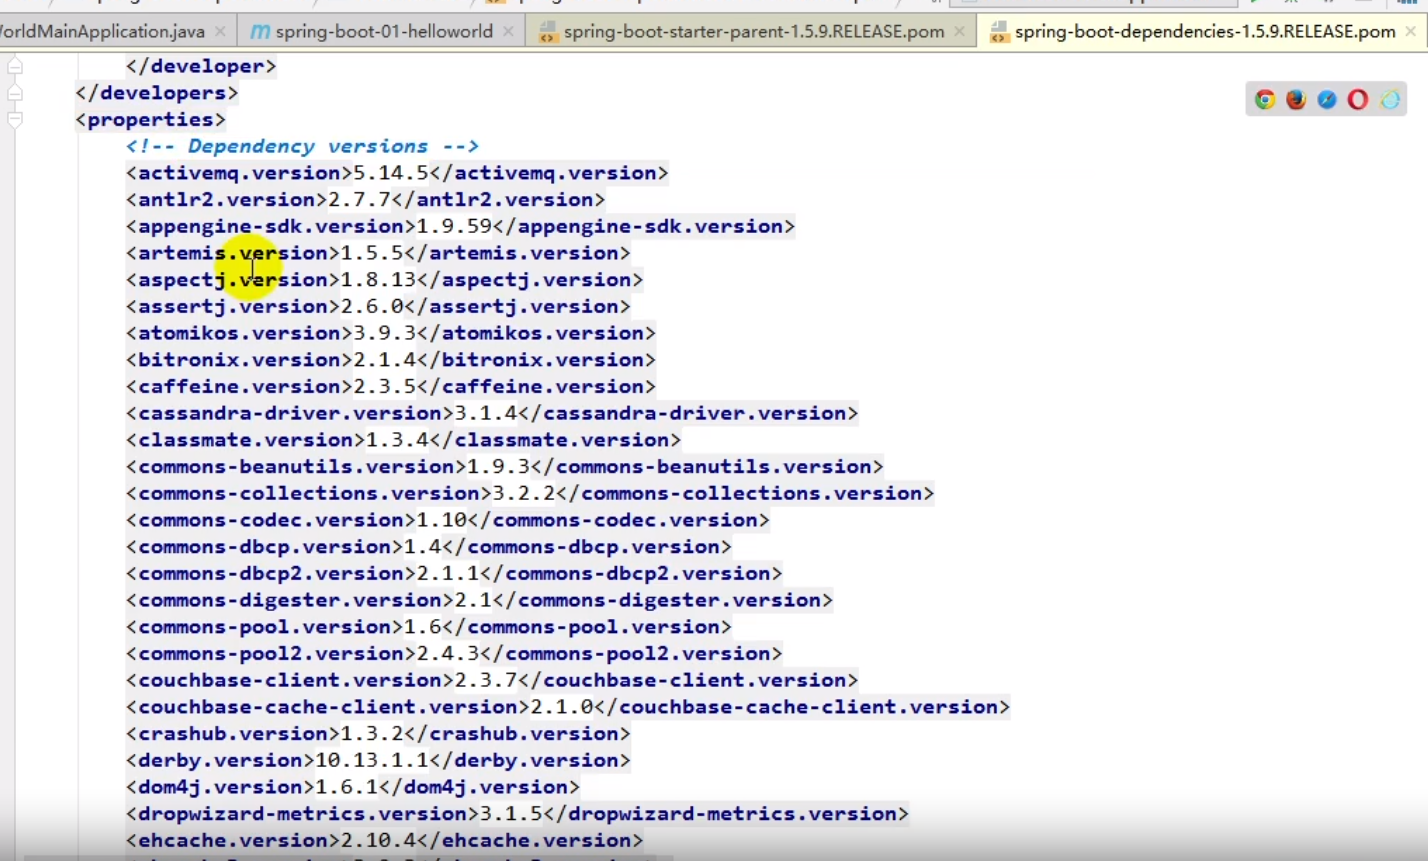 orldMainApplication.java
spring-boot-01-helloworld
spring-boot-starter-parent-1.5.9.RELEASE.pom
spring-boot-dependencies-1.5.9.RELEASE.pom
</developer>
</developers>
<properties>
<!-- Dependency versions -->
<activemq.version>5.14.5</activemq.version>
<antlr2.version>2.7.7</antlr2.version>
<appengine-sdk.version>1.9.59</appengine-sdk.version>
<artemis.version>1.5.5</artemis.version>
<aspectj.version>1.8.13</aspectj.version>
<assertj.version>2.6.0</assertj.version>
<atomikos.version>3.9.3</atomikos.version>
<bitronix.version>2.1.4</bitronix.version>
<caffeine.version>2.3.5</caffeine.version>
<cassandra-driver.version>3.1.4</cassandra-driver.version>
<classmate.version>1.3.4</classmate.version>
<commons-beanutils.version>1.9.3</commons-beanutils.version>
<commons-collections.version>3.2.2</commons-collections.version>
<commons-codec.version>1.10</commons-codec.version>
<commons-dbcp.version>1.4</commons-dbcp.version>
<commons-dbcp2.version>2.1.1</commons-dbcp2.version>
<commons-digester.version>2.1</commons-digester.version>
<commons-pool.version>1.6</commons-pool.version>
<commons-pool2.version>2.4.3</commons-pool2.version>
<couchbase-client.version>2.3.7</couchbase-client.version>
<couchbase-cache-client.version>2.1.0</couchbase-cache-client.version>
<crashub.version>1.3.2</crashub.version>
<derby.version>10.13.1.1</derby.version>
<dom4j.version>1.6.1</dom4j.version>
<dropwizard-metrics.version>3.1.5</dropwizard-metrics.version>
<ehcache.version>2.10.4</ehcache.version>